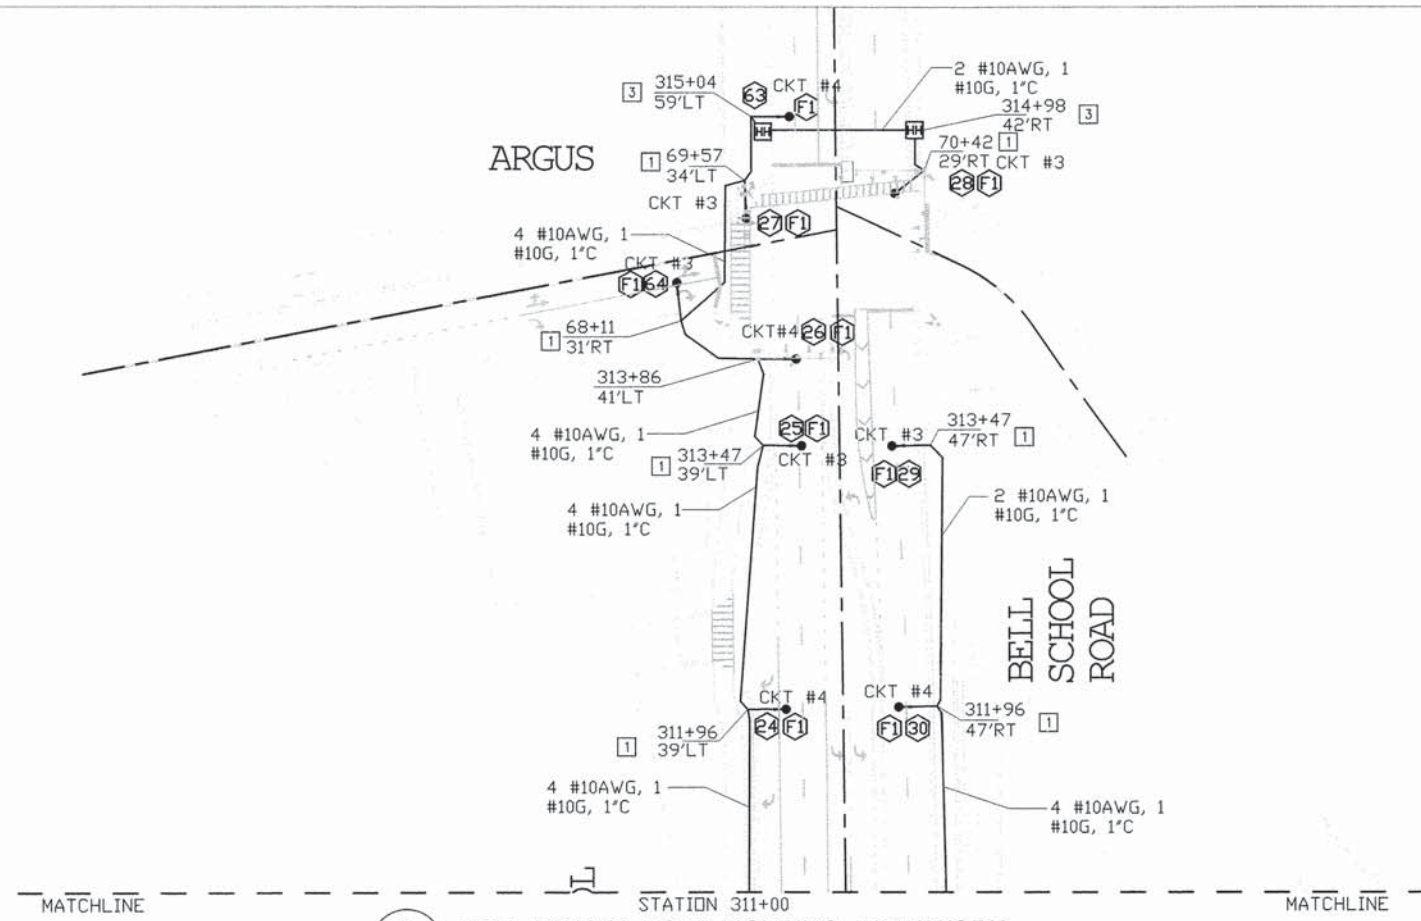 2 #10AWG, 1
#10G, 1"C
63
CKT #4
F1
3
315+04
59'LT
HH
HH
314+98
42'RT
3
ARGUS
1
69+57
34'LT
70+42
29'RT
1
CKT #3
28
F1
CKT #3
27
F1
4 #10AWG, 1
#10G, 1"C
CKT #3
F1
64
1
68+11
31'RT
CKT#4
26
F1
313+86
41'LT
4 #10AWG, 1
#10G, 1"C
25
F1
CKT #3
1
313+47
39'LT
CKT #3
F1
29
313+47
47'RT
1
4 #10AWG, 1
#10G, 1"C
2 #10AWG, 1
#10G, 1"C
BELL
SCHOOL
ROAD
CKT #4
24
F1
1
311+96
39'LT
CKT #4
F1
30
311+96
47'RT
1
4 #10AWG, 1
#10G, 1"C
4 #10AWG, 1
#10G, 1"C
MATCHLINE
STATION 311+00
MATCHLINE